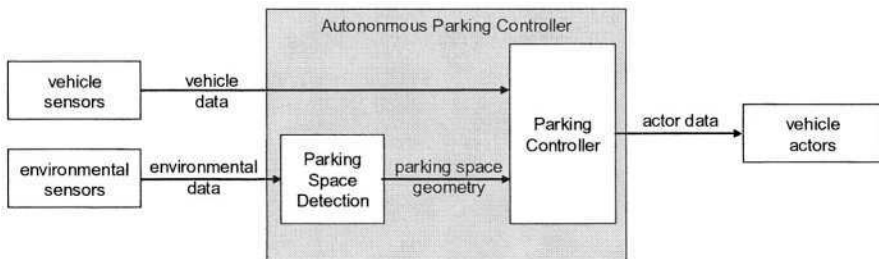 Autononmous Parking Controller
vehicle
sensors
vehicle
data
environmental
sensors
environmental
data
Parking
Space
Detection
parking space
geometry
Parking
Controller
actor data
vehicle
actors